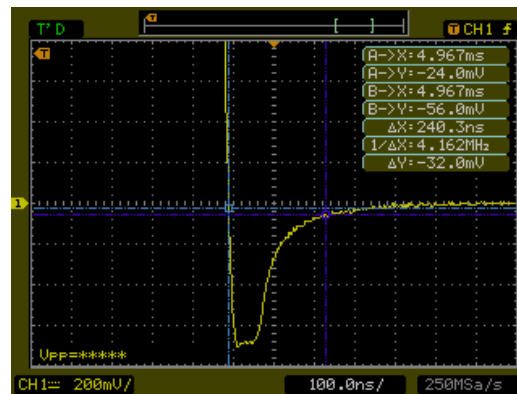 T'D [ ] T CH1
T
A->X:4.967ms
A->Y:-24.0mV
B->X:4.967ms
B->Y:-56.0mV
ΔX:240.3ns
1/ΔX:4.162MHz
ΔY:-32.0mV
1
Vpp=*****
CH1 200mV/ 100.0ns/ 250MSa/s